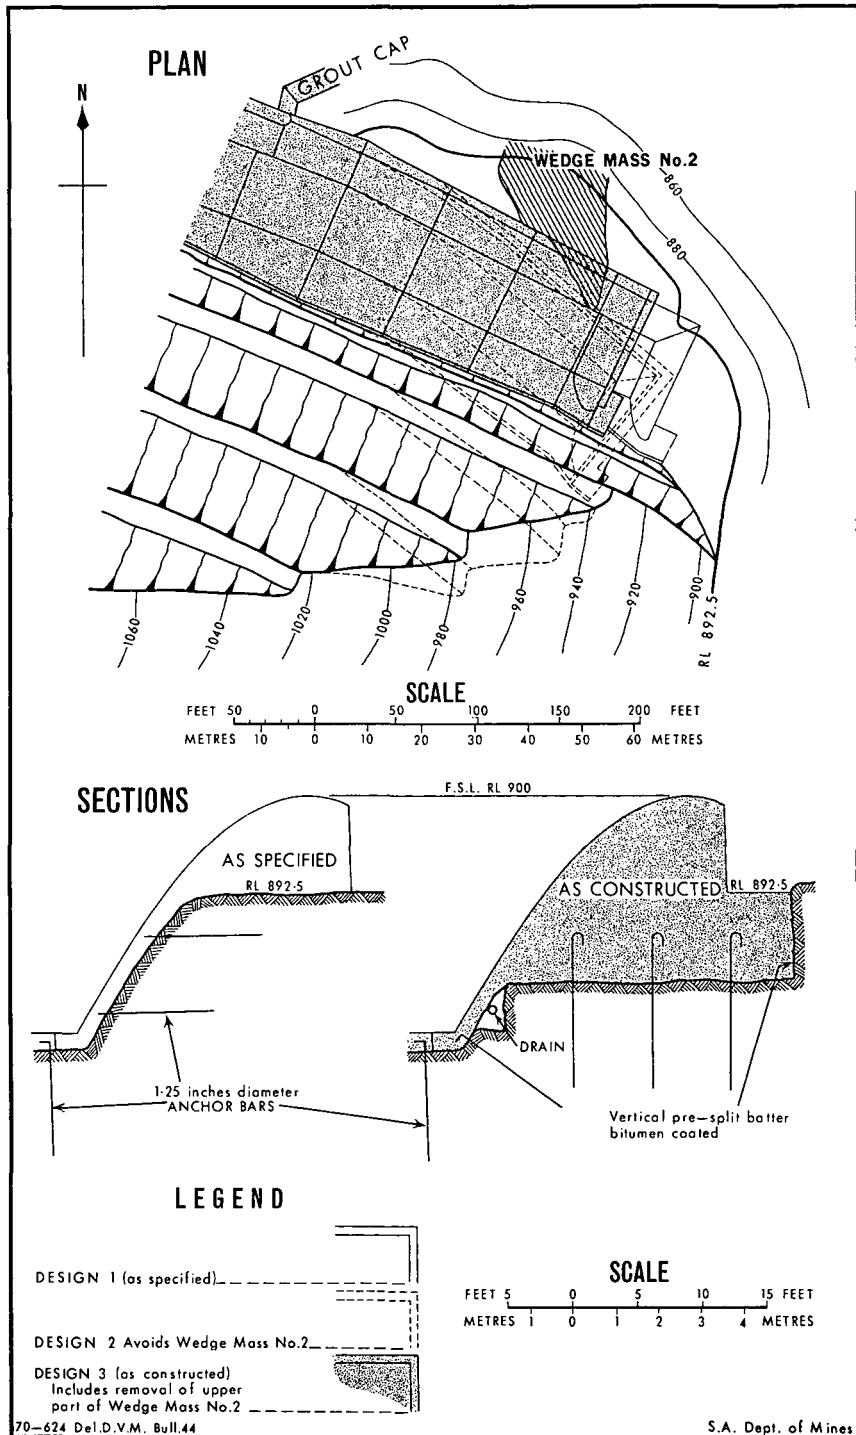 PLAN
GROUT CAP
N
WEDGE MASS No.2
860
880
1060
1040
1020
1000
980
960
940
920
900
RL 892.5
SCALE
FEET 50 0 50 100 150 200 FEET
METRES 10 0 10 20 30 40 50 60 METRES
SECTIONS
F.S.L. RL 900
AS SPECIFIED
RL 892·5
AS CONSTRUCTED
RL 892·5
DRAIN
1·25 inches diameter
ANCHOR BARS
Vertical pre-split batter
bitumen coated
LEGEND
DESIGN 1 (as specified)
DESIGN 2 Avoids Wedge Mass No.2
DESIGN 3 (as constructed)
Includes removal of upper
part of Wedge Mass No.2
SCALE
FEET 5 0 5 10 15 FEET
METRES 1 0 1 2 3 4 METRES
70-624 Del.D.V.M. Bull.44
S.A. Dept. of Mines